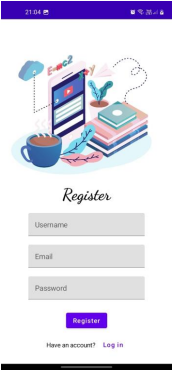 21:04
E=mc2
Register
Username
Email
Password
Register
Have an account? Log in